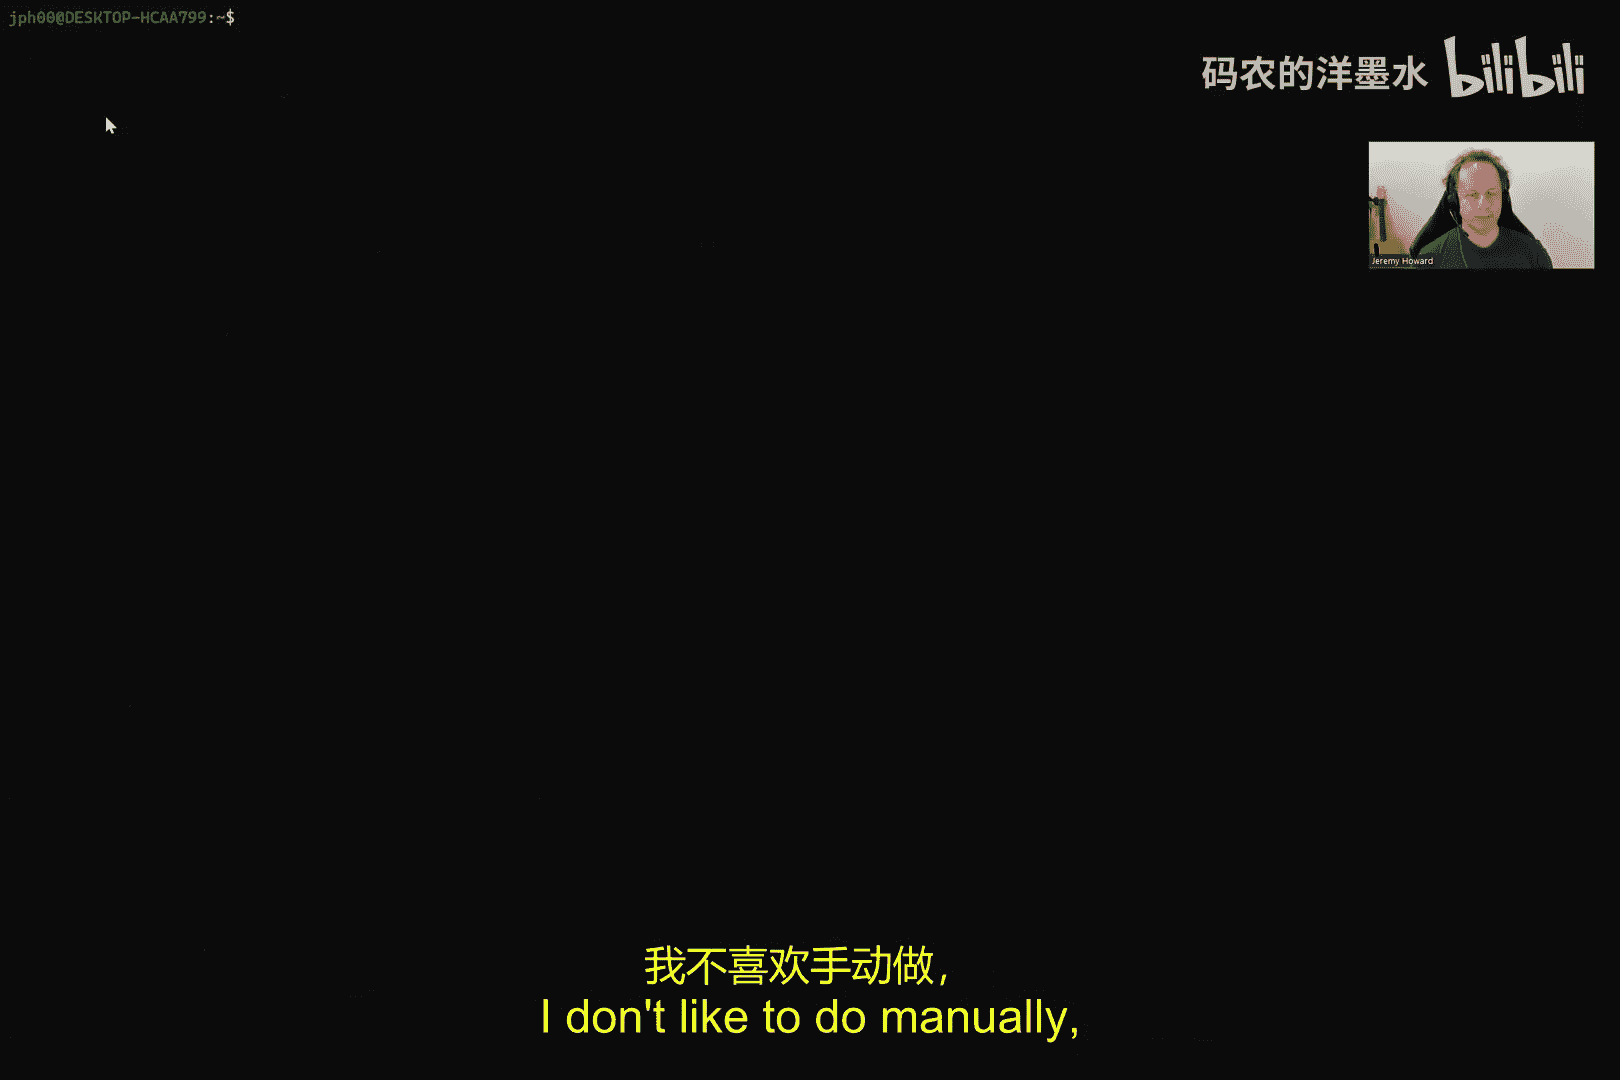 jph00@DESKTOP-HCAA799:~$
码农的洋墨水 bilibili
Jeremy Howard
我不喜欢手动做，
I don't like to do manually,